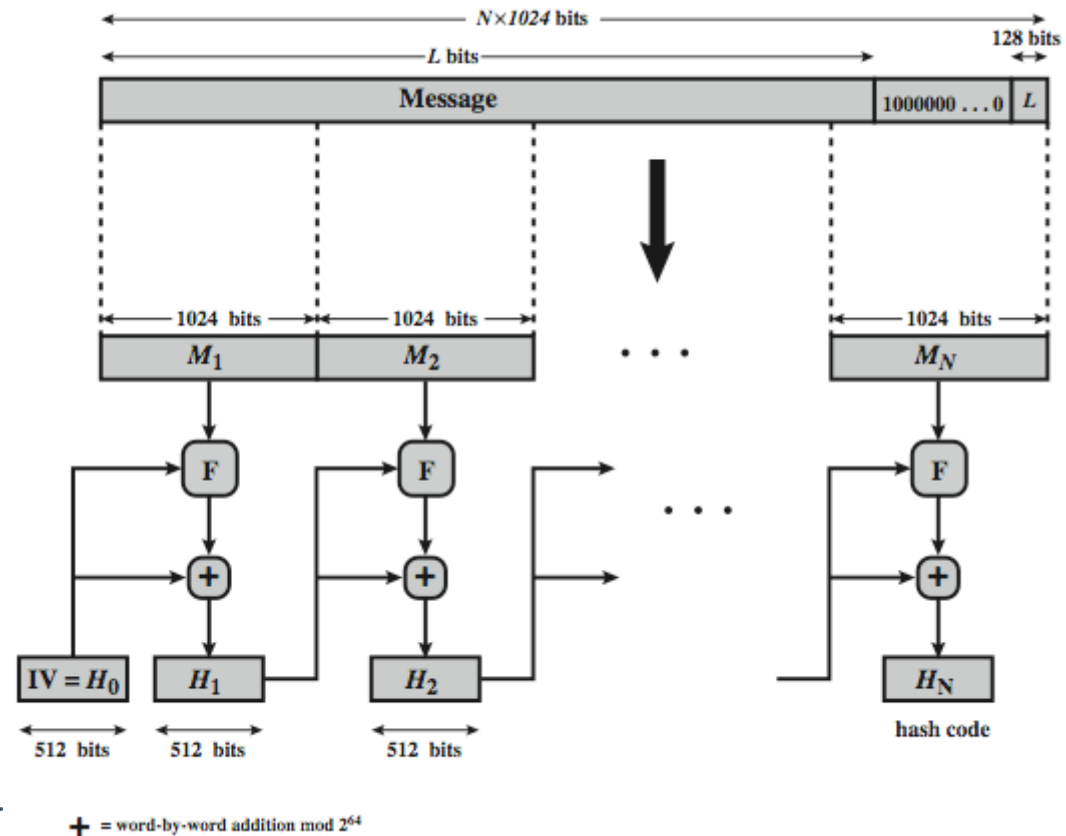 N×1024 bits
128 bits
L bits
Message
1000000 . . . 0
L
1024 bits
1024 bits
1024 bits
M1
M2
. . .
MN
F
F
F
. . .
+
+
+
IV = H0
H1
H2
HN
hash code
512 bits
512 bits
512 bits
+ = word-by-word addition mod 2^64